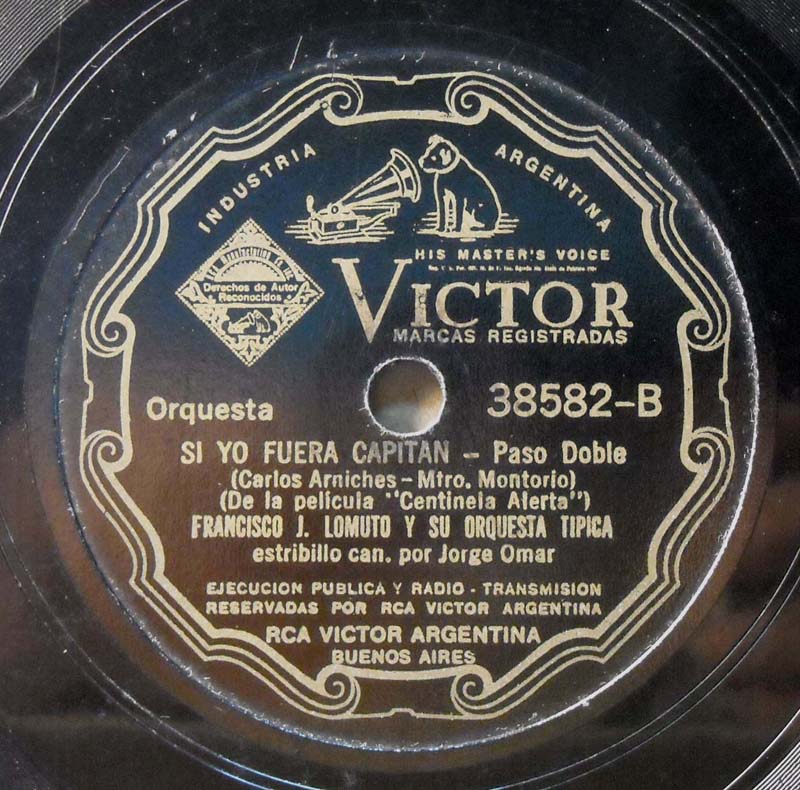 INDUSTRIA ARGENTINA
HIS MASTER'S VOICE
Derechos de Autor
Reconocidos
VICTOR
MARCAS REGISTRADAS
Orquesta 38582-B
SI YO FUERA CAPITAN - Paso Doble
(Carlos Arniches - Mtro. Montorio)
(De la película "Centinela Alerta")
FRANCISCO J. LOMUTO Y SU ORQUESTA TIPICA
estribillo can. por Jorge Omar
EJECUCION PUBLICA Y RADIO - TRANSMISION
RESERVADAS POR RCA VICTOR ARGENTINA
RCA VICTOR ARGENTINA
BUENOS AIRES